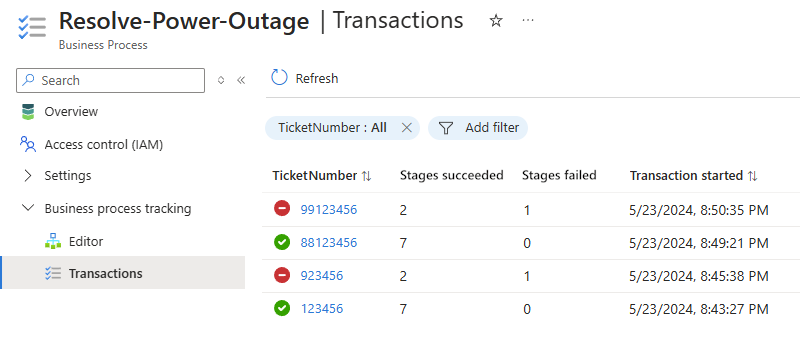 Resolve-Power-Outage | Transactions
Business Process
Search
Refresh
Overview
TicketNumber : All
Add filter
Access control (IAM)
Settings
TicketNumber Stages succeeded Stages failed Transaction started
Business process tracking
99123456 2 1 5/23/2024, 8:50:35 PM
Editor
88123456 7 0 5/23/2024, 8:49:21 PM
Transactions
923456 2 1 5/23/2024, 8:45:38 PM
123456 7 0 5/23/2024, 8:43:27 PM